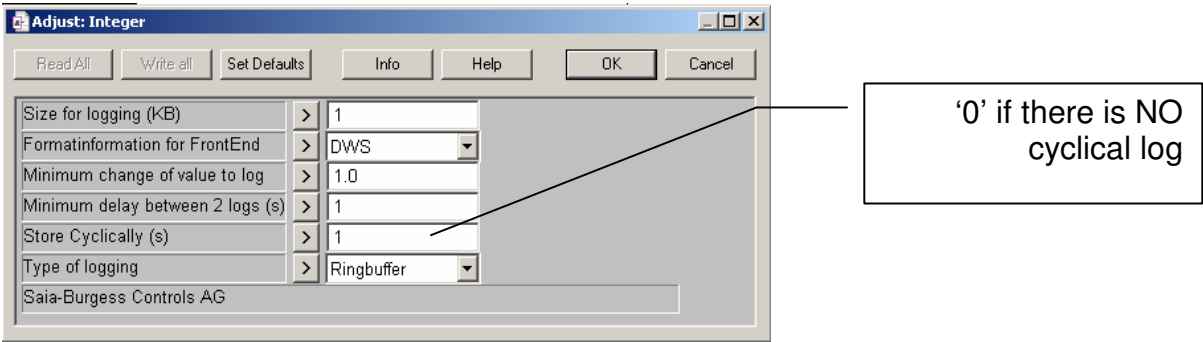 Adjust: Integer
Read All Write all Set Defaults Info Help OK Cancel
Size for logging (KB) > 1
Formatinformation for FrontEnd > DWS
Minimum change of value to log > 1.0
Minimum delay between 2 logs (s) > 1
Store Cyclically (s) > 1
Type of logging > Ringbuffer
Saia-Burgess Controls AG
‘0’ if there is NO
cyclical log